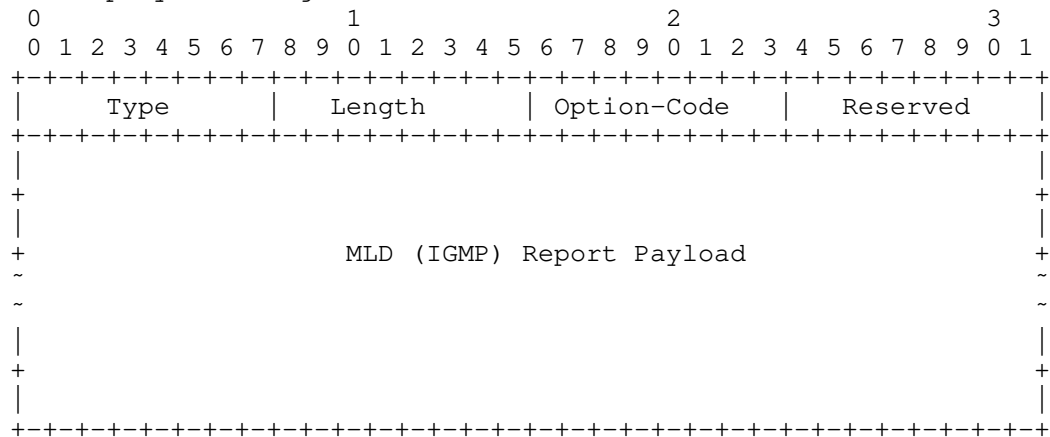 0                   1                   2                   3
 0 1 2 3 4 5 6 7 8 9 0 1 2 3 4 5 6 7 8 9 0 1 2 3 4 5 6 7 8 9 0 1
+-+-+-+-+-+-+-+-+-+-+-+-+-+-+-+-+-+-+-+-+-+-+-+-+-+-+-+-+-+-+-+-+
|     Type      |   Length      | Option-Code   |   Reserved    |
+-+-+-+-+-+-+-+-+-+-+-+-+-+-+-+-+-+-+-+-+-+-+-+-+-+-+-+-+-+-+-+-+
|                                                               |
+                                                               +
|                                                               |
+                    MLD (IGMP) Report Payload                  +
~                                                               ~
~                                                               ~
|                                                               |
+                                                               +
|                                                               |
+-+-+-+-+-+-+-+-+-+-+-+-+-+-+-+-+-+-+-+-+-+-+-+-+-+-+-+-+-+-+-+-+